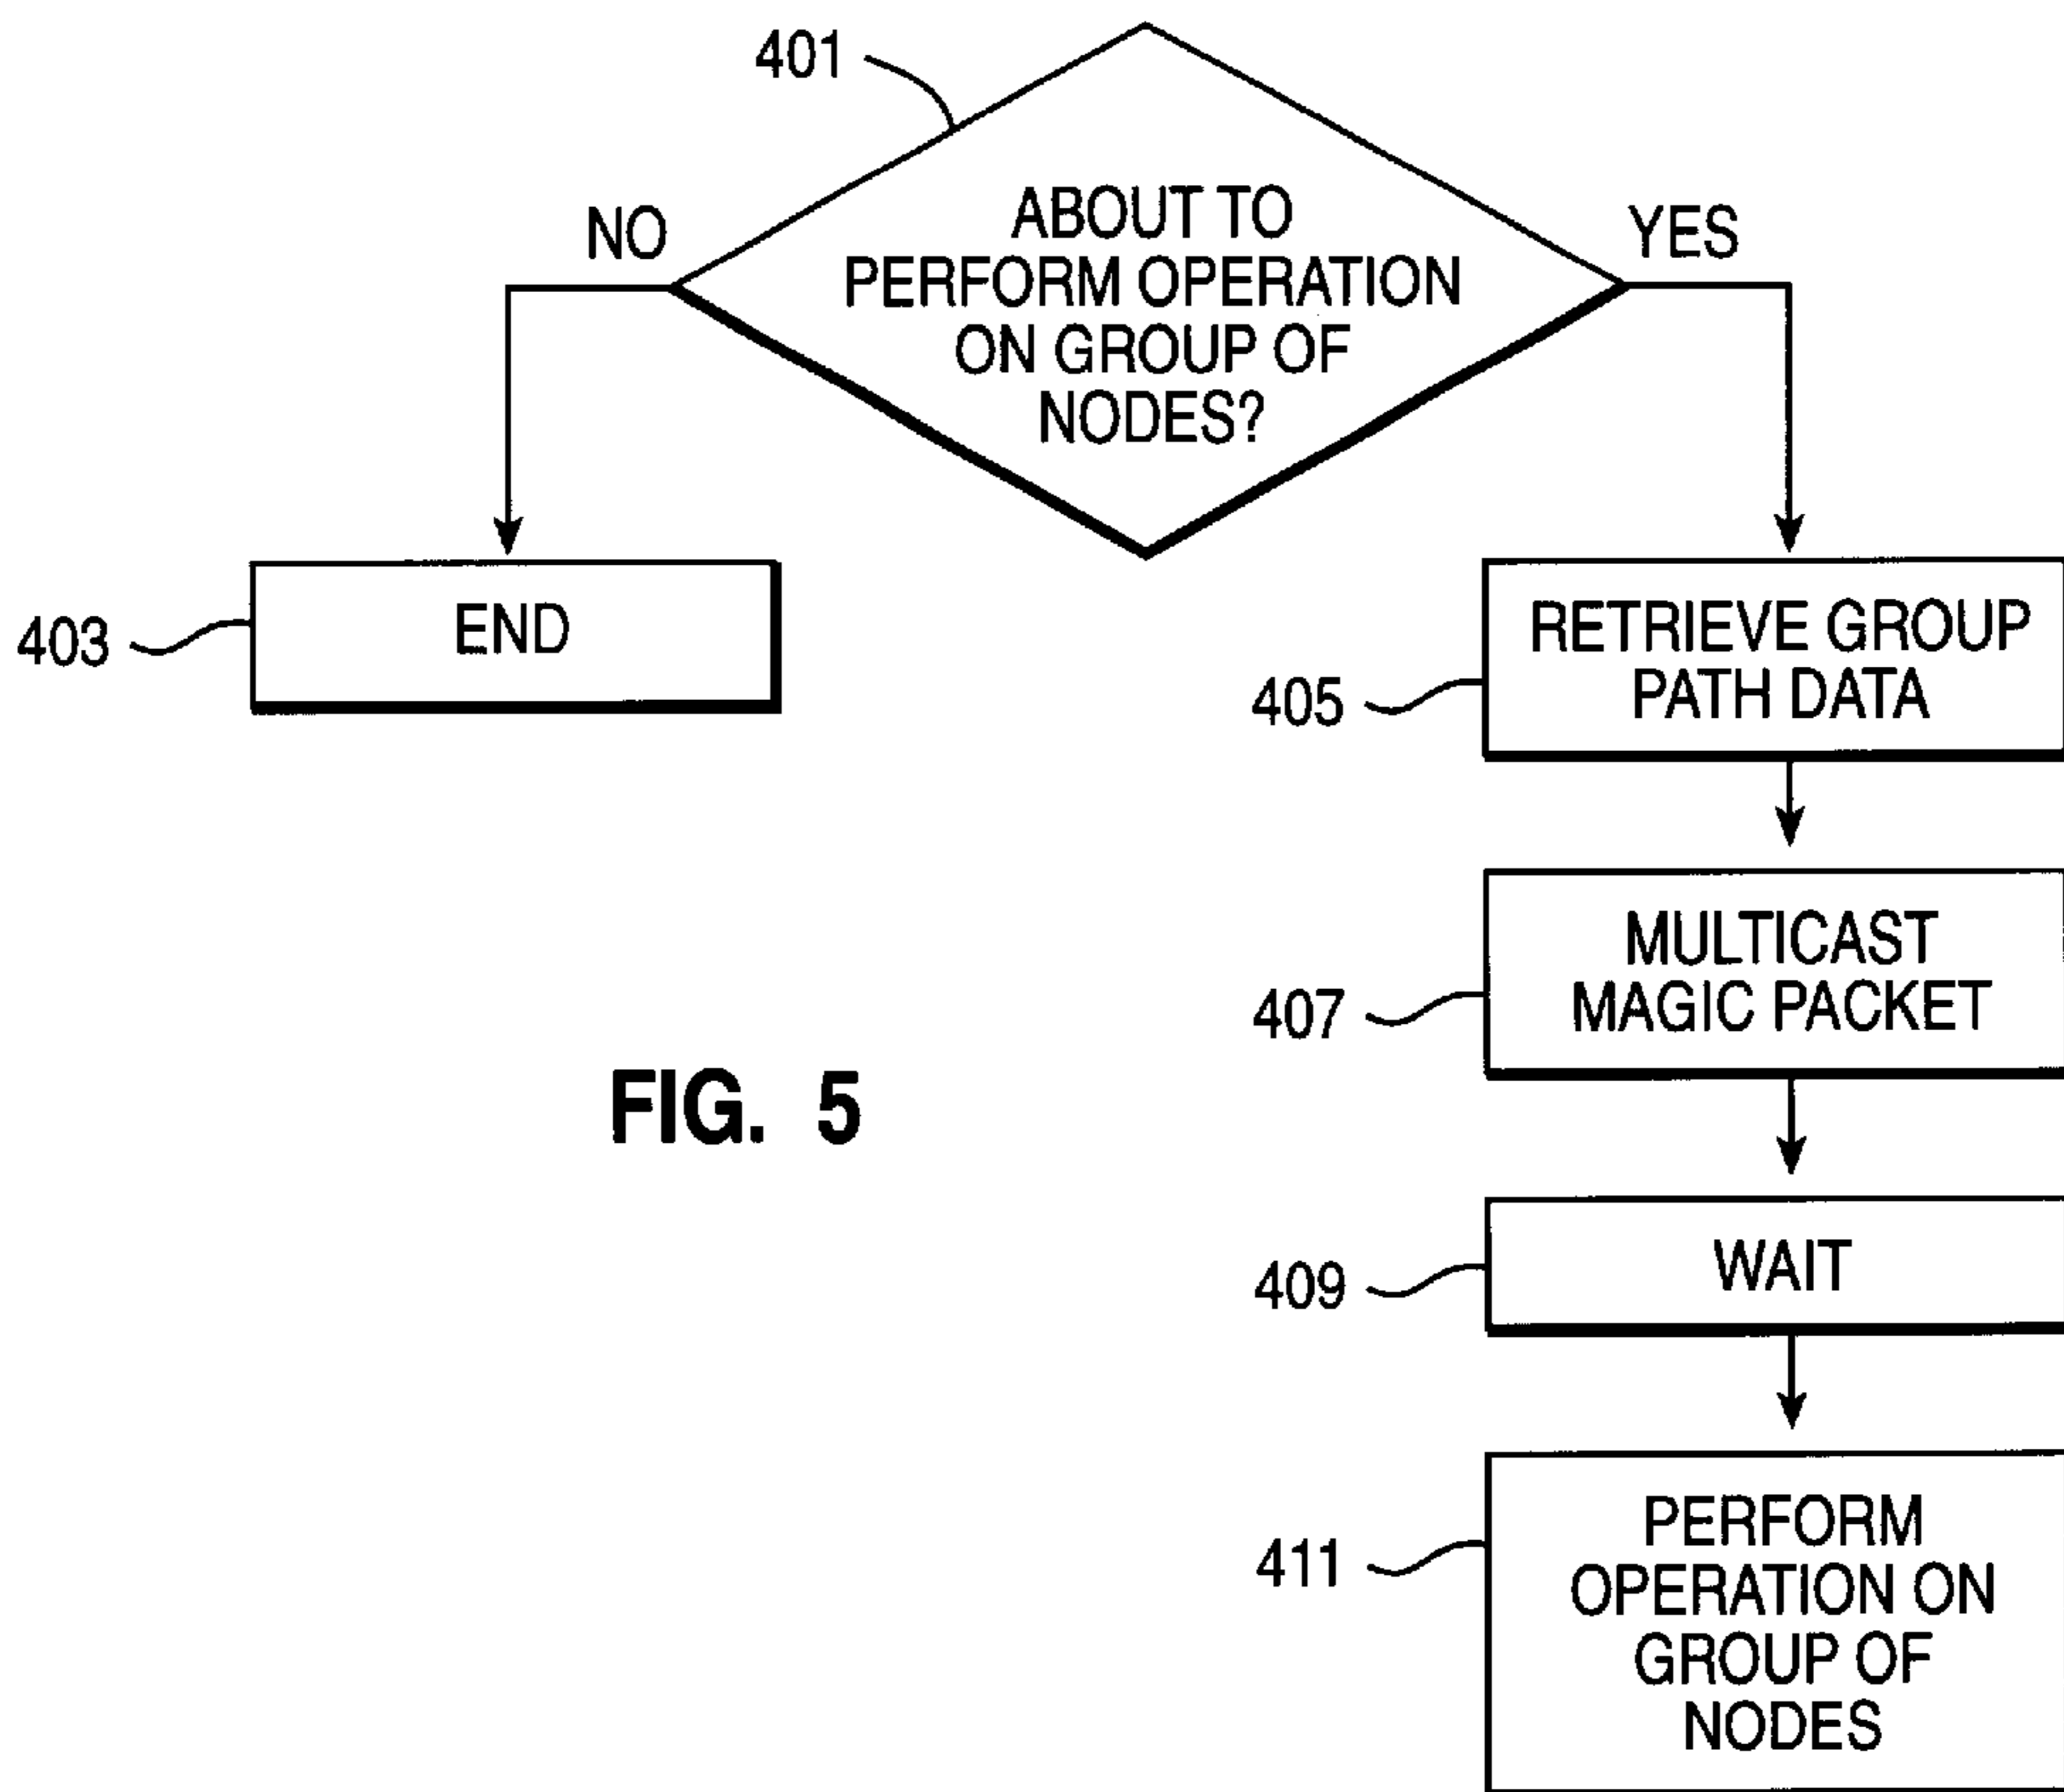 401
ABOUT TO
PERFORM OPERATION
ON GROUP OF
NODES?
NO
YES
403
END
405
RETRIEVE GROUP
PATH DATA
407
MULTICAST
MAGIC PACKET
FIG. 5
409
WAIT
411
PERFORM
OPERATION ON
GROUP OF
NODES